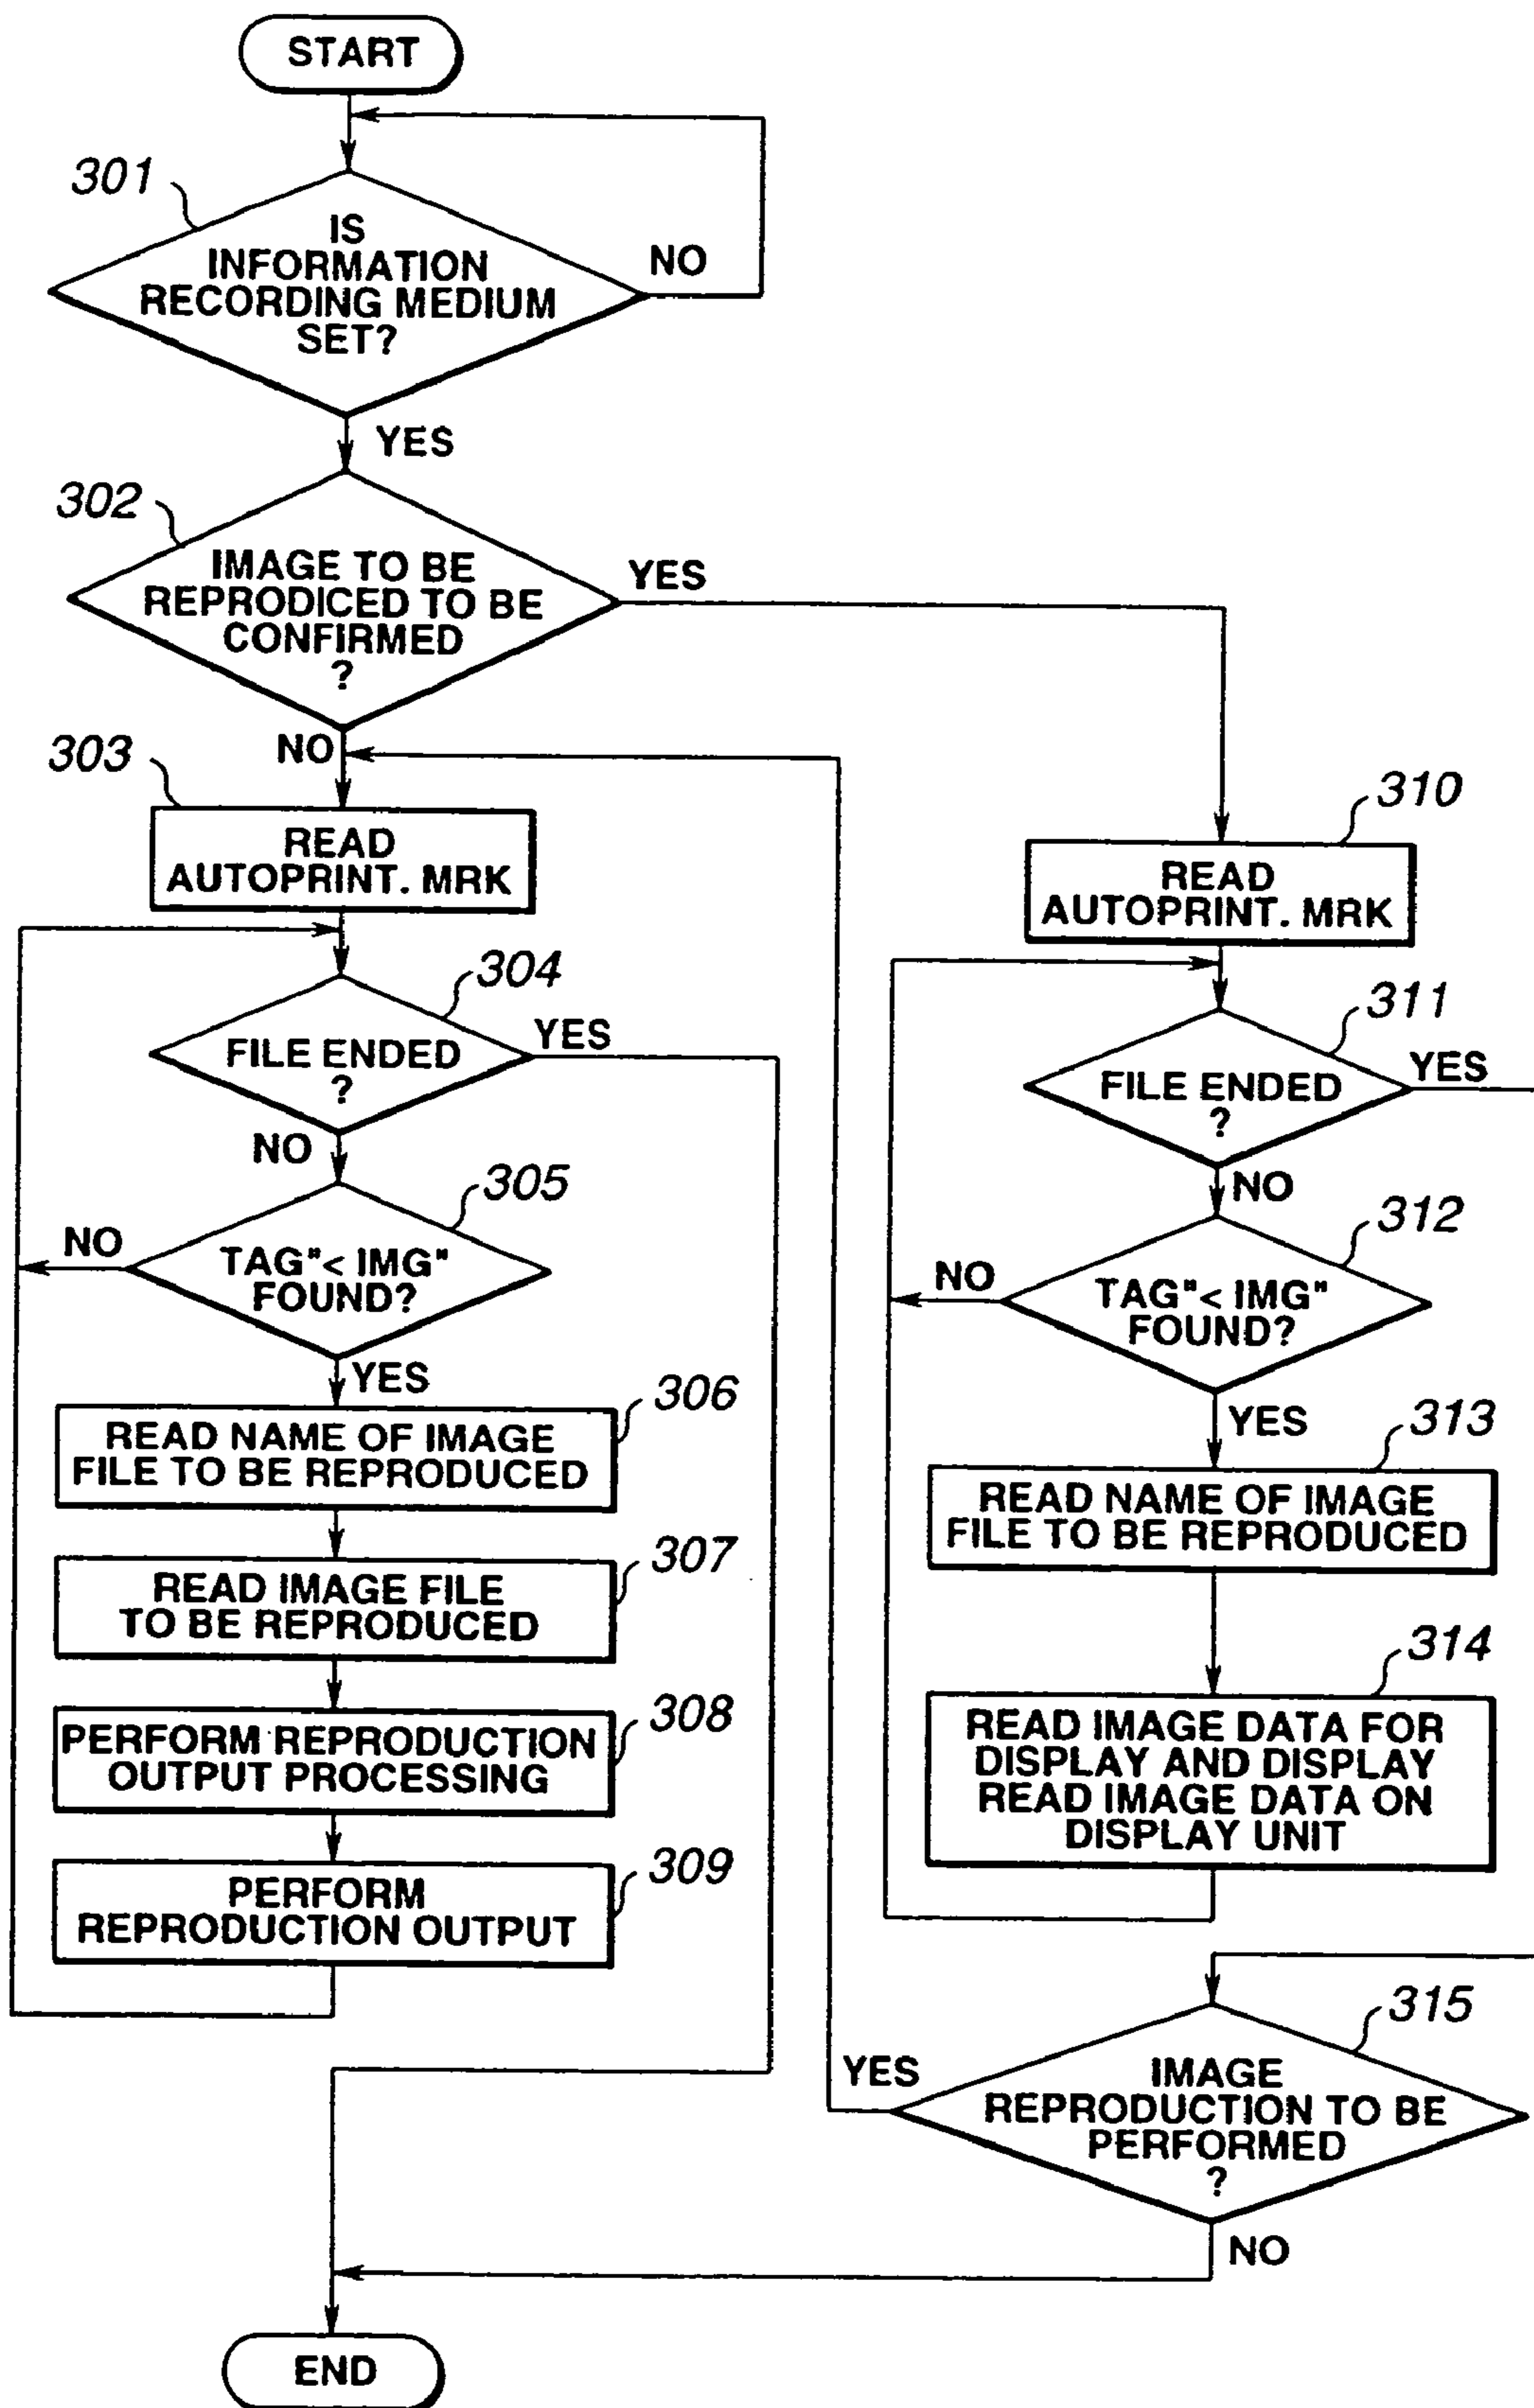 START
301
IS
INFORMATION
RECORDING MEDIUM
SET?
NO
YES
302
IMAGE TO BE
REPRODICED TO BE
CONFIRMED
?
YES
NO
303
READ
AUTOPRINT. MRK
304
FILE ENDED
?
YES
NO
305
TAG"< IMG"
FOUND?
NO
YES
306
READ NAME OF IMAGE
FILE TO BE REPRODUCED
307
READ IMAGE FILE
TO BE REPRODUCED
308
PERFORM REPRODUCTION
OUTPUT PROCESSING
309
PERFORM
REPRODUCTION OUTPUT
310
READ
AUTOPRINT. MRK
311
FILE ENDED
?
YES
NO
312
TAG"< IMG"
FOUND?
NO
YES
313
READ NAME OF IMAGE
FILE TO BE REPRODUCED
314
READ IMAGE DATA FOR
DISPLAY AND DISPLAY
READ IMAGE DATA ON
DISPLAY UNIT
315
IMAGE
REPRODUCTION TO BE
PERFORMED
?
YES
NO
END